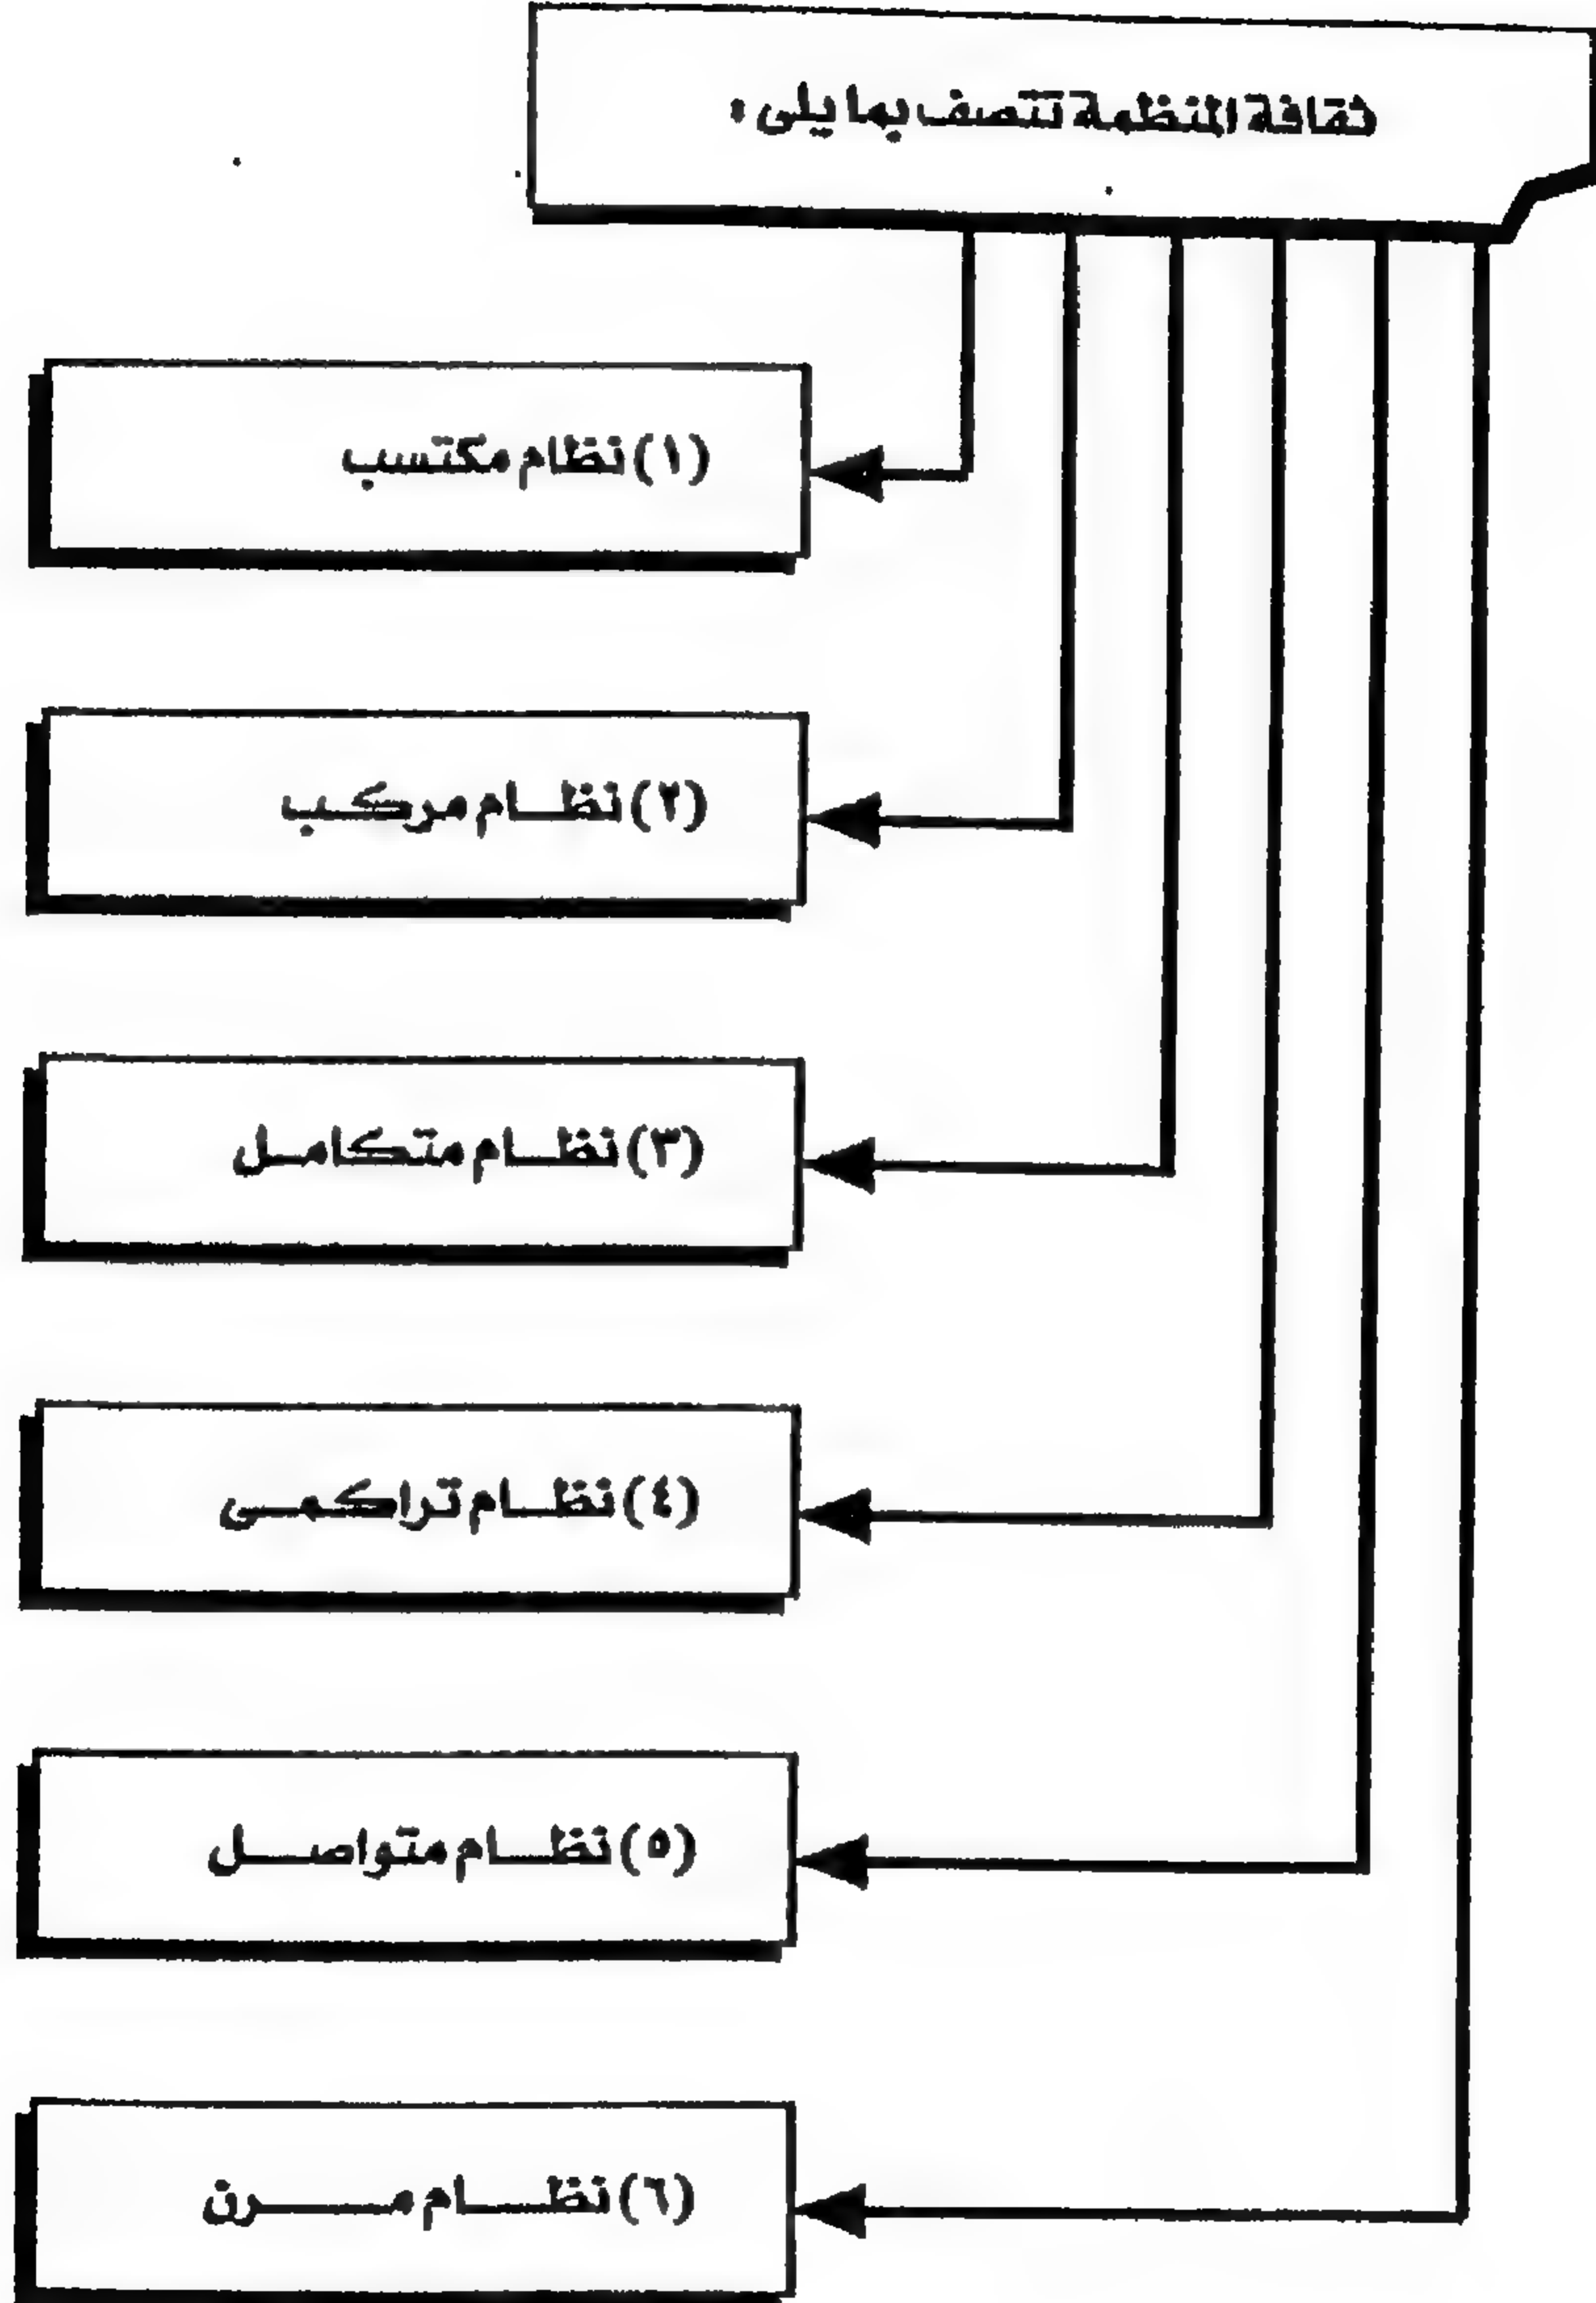 ثقافة المنظمة تتصف بما يلى :
(١) نظام مكتسب
(٢) نظام مركب
(٣) نظام متكامل
(٤) نظام تراكمى
(٥) نظام متواصل
(٦) نظام مرن